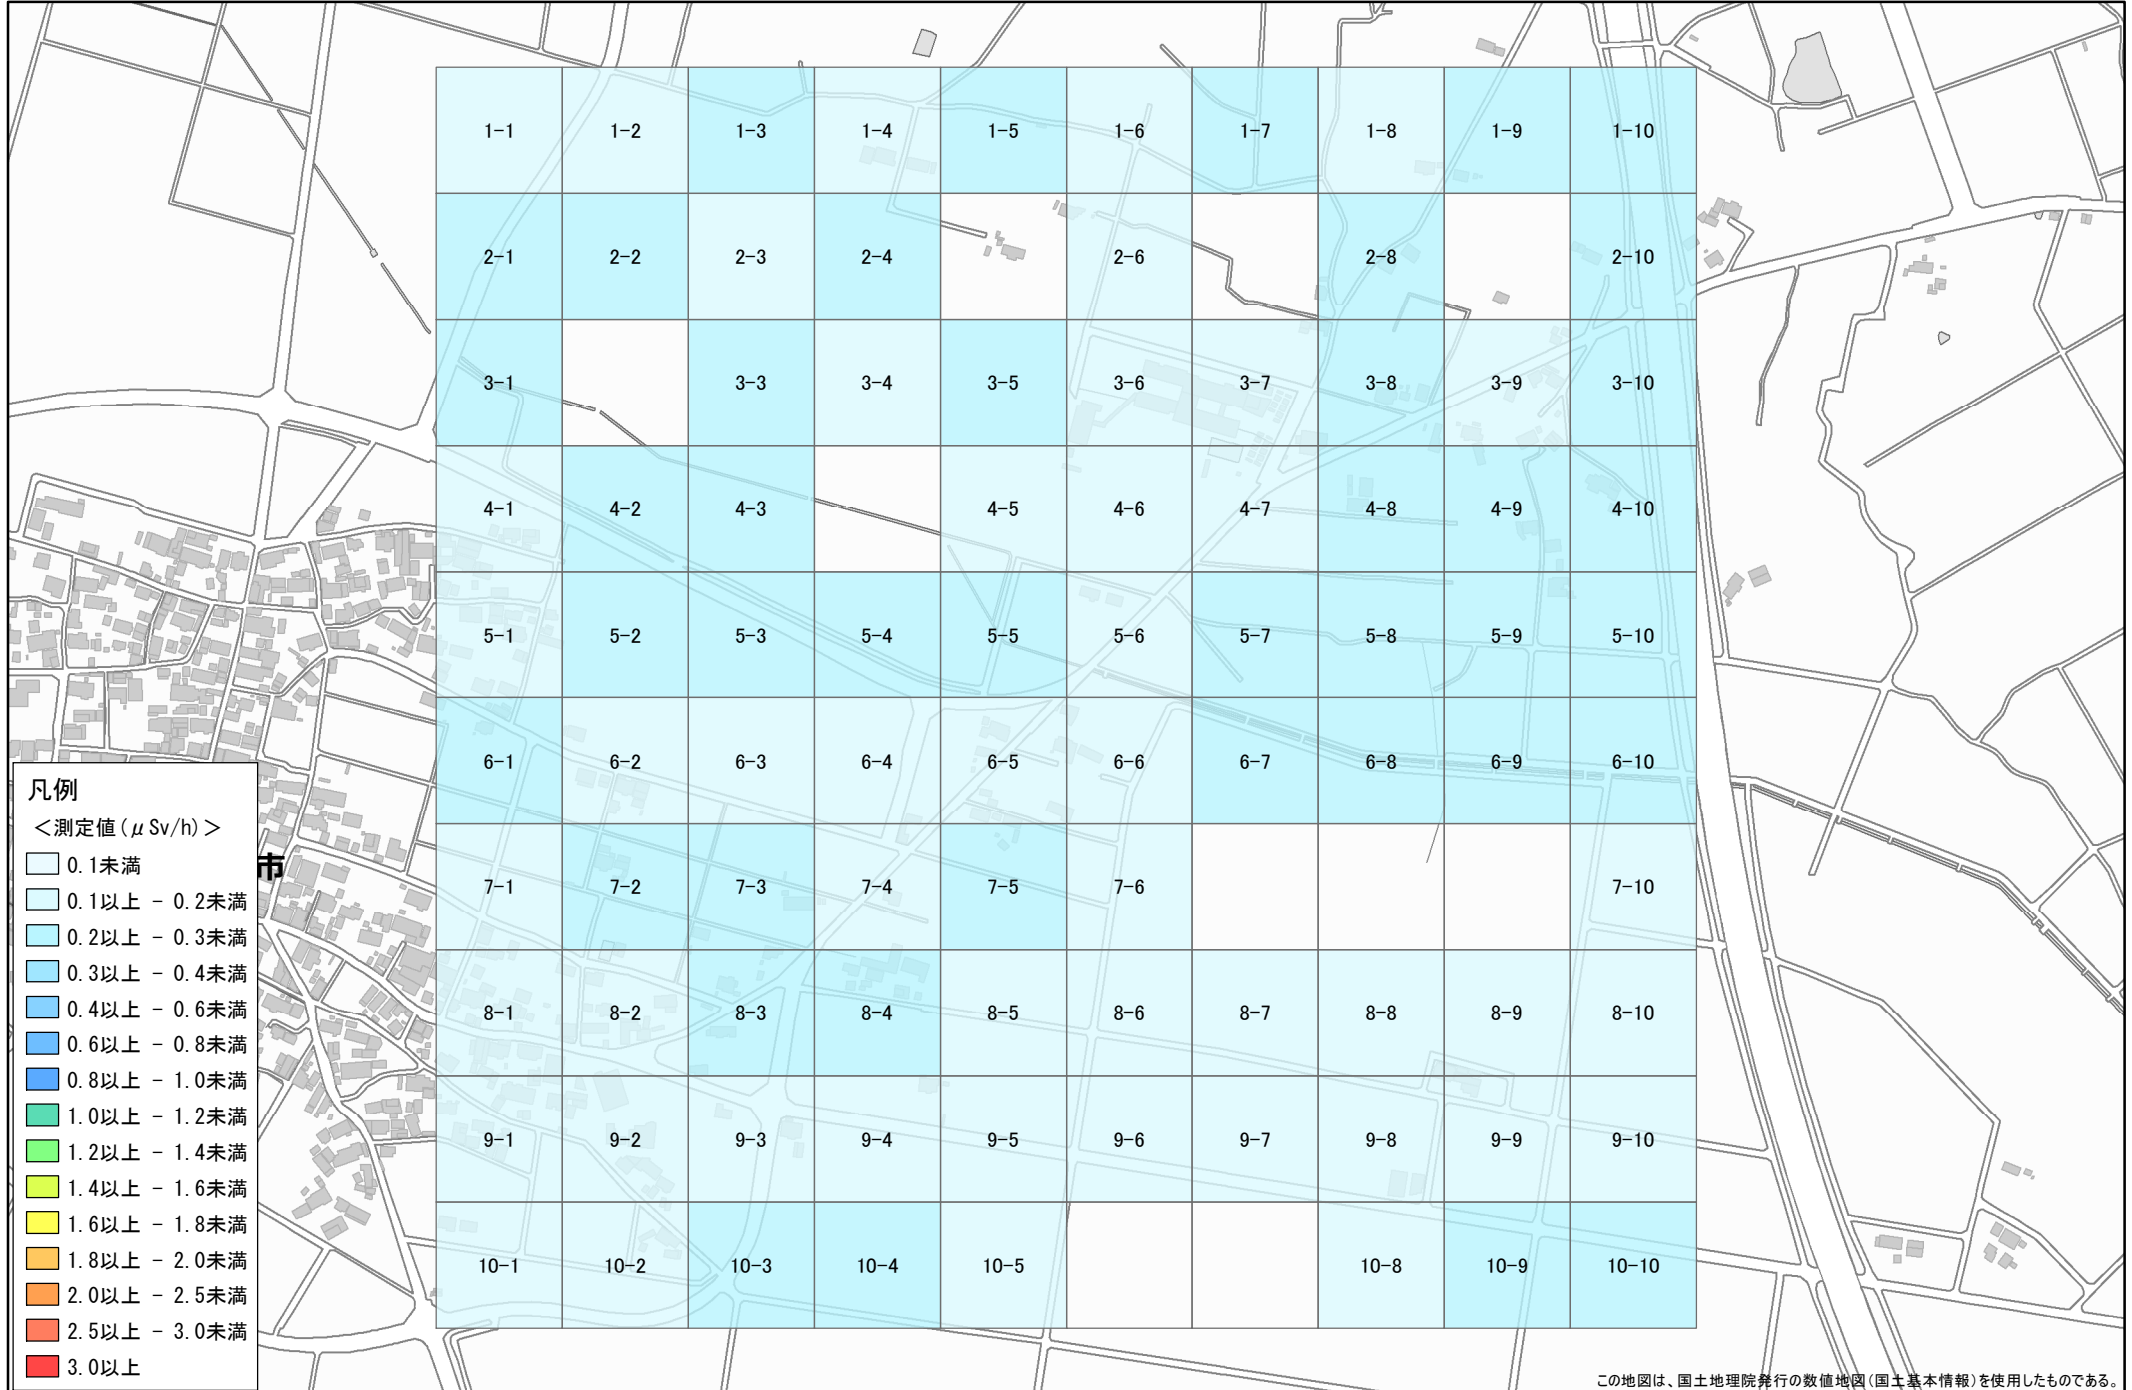 1-1 1-2 1-3 1-4 1-5 1-6 1-7 1-8 1-9 1-10
2-1 2-2 2-3 2-4 2-6 2-8 2-10
3-1 3-3 3-4 3-5 3-6 3-7 3-8 3-9 3-10
4-1 4-2 4-3 4-5 4-6 4-7 4-8 4-9 4-10
5-1 5-2 5-3 5-4 5-5 5-6 5-7 5-8 5-9 5-10
6-1 6-2 6-3 6-4 6-5 6-6 6-7 6-8 6-9 6-10
7-1 7-2 7-3 7-4 7-5 7-6 7-10
8-1 8-2 8-3 8-4 8-5 8-6 8-7 8-8 8-9 8-10
9-1 9-2 9-3 9-4 9-5 9-6 9-7 9-8 9-9 9-10
10-1 10-2 10-3 10-4 10-5 10-8 10-9 10-10
市
凡例
＜測定値(μSv/h)＞
0.1未満
0.1以上 - 0.2未満
0.2以上 - 0.3未満
0.3以上 - 0.4未満
0.4以上 - 0.6未満
0.6以上 - 0.8未満
0.8以上 - 1.0未満
1.0以上 - 1.2未満
1.2以上 - 1.4未満
1.4以上 - 1.6未満
1.6以上 - 1.8未満
1.8以上 - 2.0未満
2.0以上 - 2.5未満
2.5以上 - 3.0未満
3.0以上
この地図は、国土地理院発行の数値地図(国土基本情報)を使用したものである。